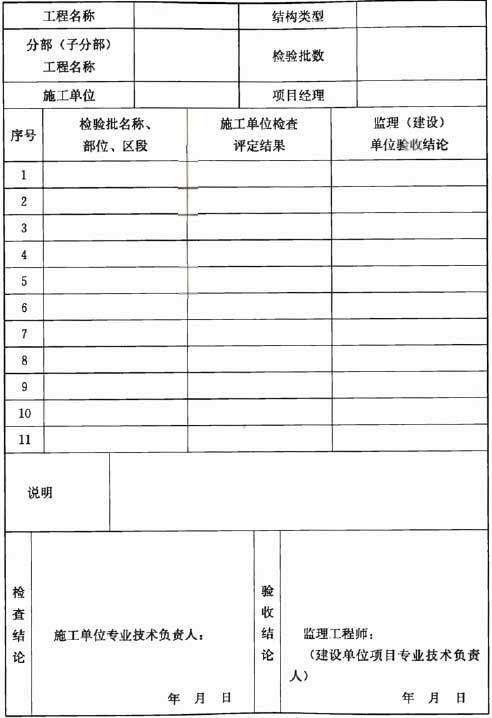 工程名称 结构类型
分部（子分部）
工程名称 检验批数
施工单位 项目经理
序号 检验批名称、 施工单位检查 监理（建设）
部位、区段 评定结果 单位验收结论
1
2
3
4
5
6
7
8
9
10
11
说明
检查结论
施工单位专业技术负责人：
年 月 日
验收结论
监理工程师：
（建设单位项目专业技术负责
人）
年 月 日